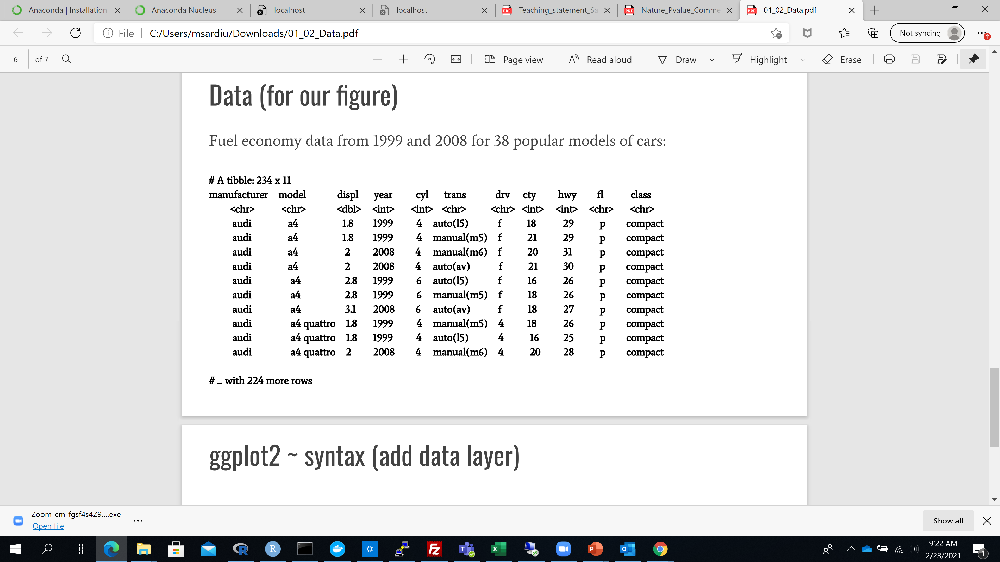 Anaconda | Installation
Anaconda Nucleus
localhost
localhost
Teaching_statement_Sa
Nature_Pvalue_Comme
01_02_Data.pdf
File
C:/Users/msardiu/Downloads/01_02_Data.pdf
Not syncing
6 of 7
Page view
Read aloud
Draw
Highlight
Erase
Data (for our figure)
Fuel economy data from 1999 and 2008 for 38 popular models of cars:
# A tibble: 234 x 11
manufacturer model displ year cyl trans drv cty hwy fl class
<chr> <chr> <dbl> <int> <int> <chr> <chr> <int> <int> <chr> <chr>
audi a4 1.8 1999 4 auto(l5) f 18 29 p compact
audi a4 1.8 1999 4 manual(m5) f 21 29 p compact
audi a4 2 2008 4 manual(m6) f 20 31 p compact
audi a4 2 2008 4 auto(av) f 21 30 p compact
audi a4 2.8 1999 6 auto(l5) f 16 26 p compact
audi a4 2.8 1999 6 manual(m5) f 18 26 p compact
audi a4 3.1 2008 6 auto(av) f 18 27 p compact
audi a4 quattro 1.8 1999 4 manual(m5) 4 18 26 p compact
audi a4 quattro 1.8 1999 4 auto(l5) 4 16 25 p compact
audi a4 quattro 2 2008 4 manual(m6) 4 20 28 p compact
# ... with 224 more rows
ggplot2 ~ syntax (add data layer)
Zoom_cm_fgsf4s4Z9....exe
Open file
Show all
9:22 AM
2/23/2021
1